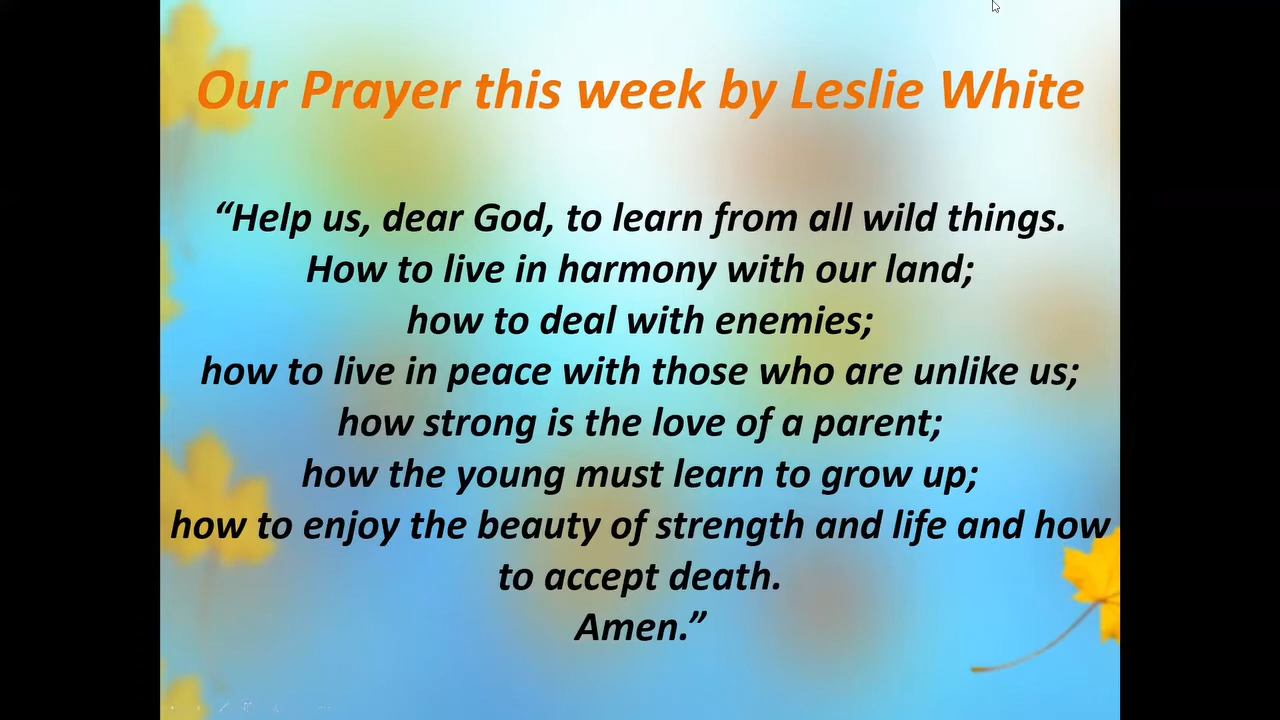 Our Prayer this week by Leslie White
“Help us, dear God, to learn from all wild things.
How to live in harmony with our land;
how to deal with enemies;
how to live in peace with those who are unlike us;
how strong is the love of a parent;
how the young must learn to grow up;
how to enjoy the beauty of strength and life and how
to accept death.
Amen.”